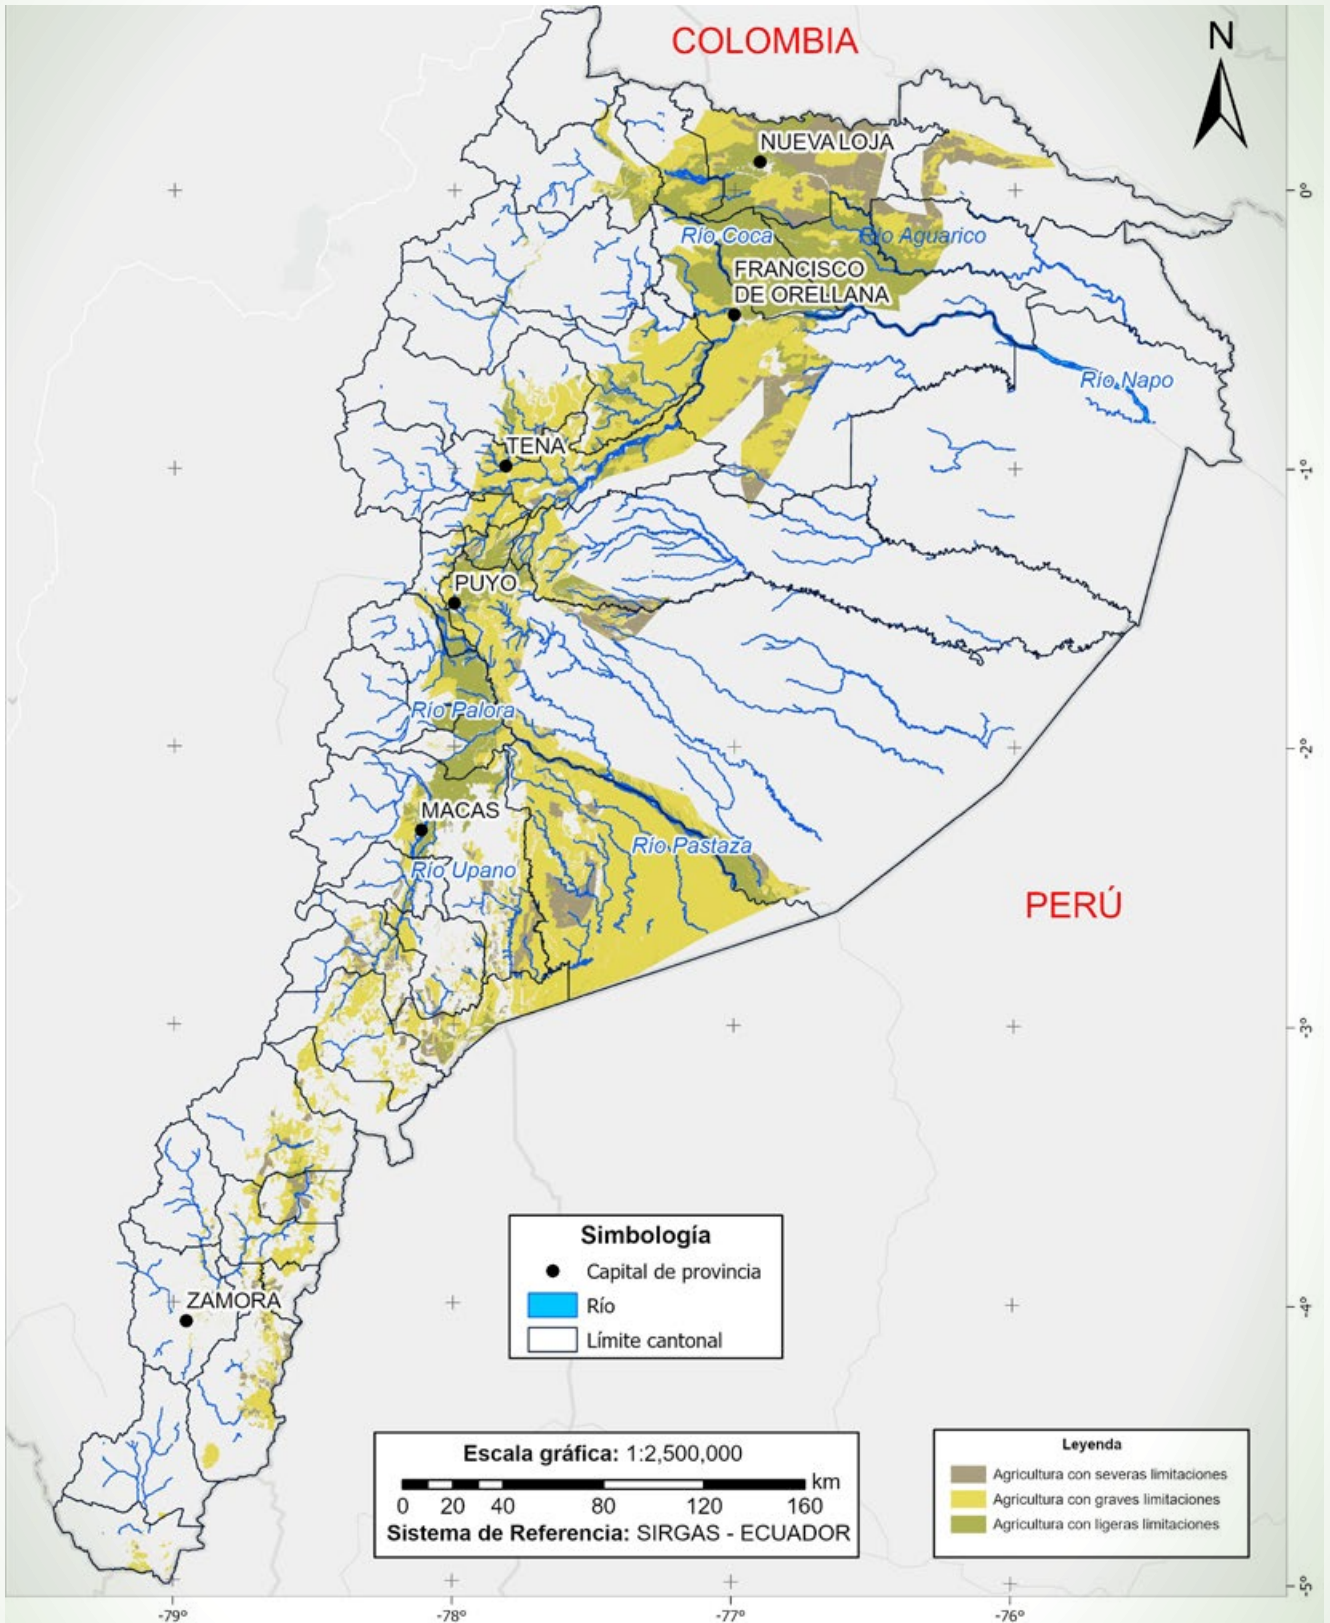 COLOMBIA
N
NUEVA LOJA
0°
Río Coca
Río Aguarico
FRANCISCO
DE ORELLANA
Río Napo
TENA
-1°
PUYO
Río Palora
-2°
MACAS
Río Pastaza
Río Upano
PERÚ
-3°
Simbología
Capital de provincia
Río
Límite cantonal
ZAMORA
-4°
Escala gráfica: 1:2,500,000
km
0 20 40 80 120 160
Sistema de Referencia: SIRGAS - ECUADOR
Leyenda
Agricultura con severas limitaciones
Agricultura con graves limitaciones
Agricultura con ligeras limitaciones
-5°
-79° -78° -77° -76°